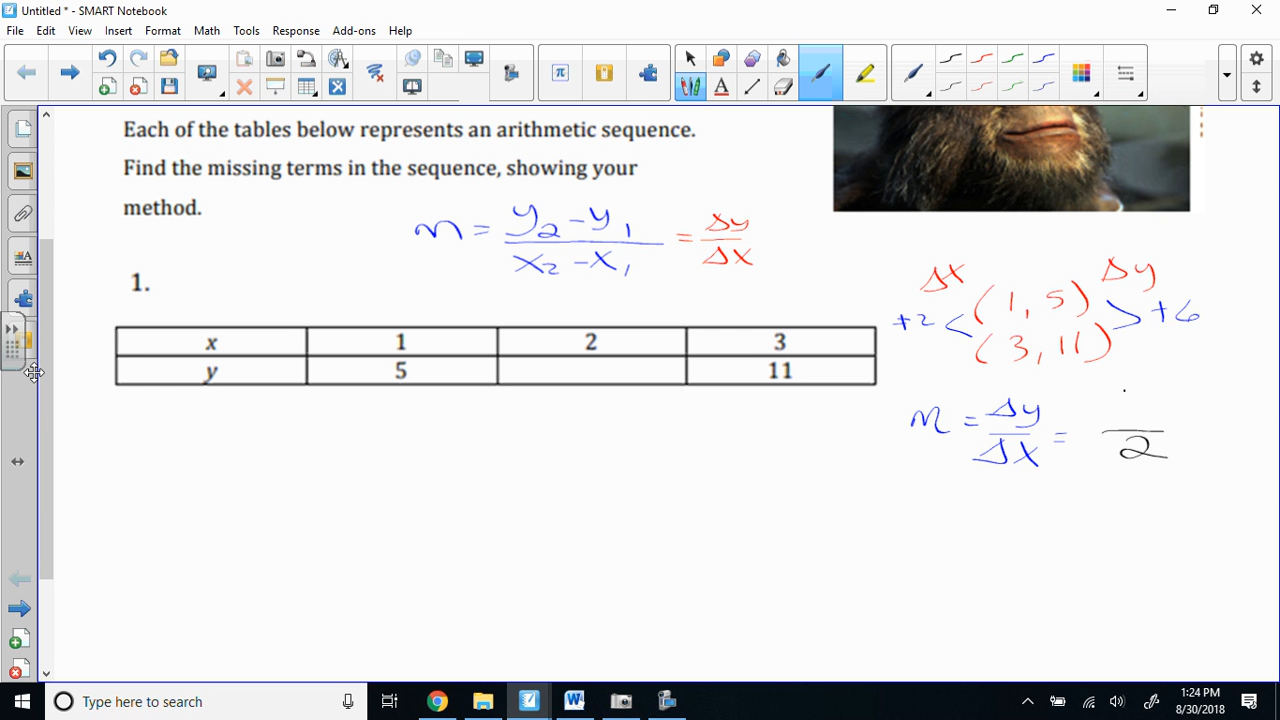 Untitled * - SMART Notebook
File Edit View Insert Format Math Tools Response Add-ons Help
Each of the tables below represents an arithmetic sequence.
Find the missing terms in the sequence, showing your
method.
m = y₂ - y₁ / x₂ - x₁ = Δy / Δx
1.
x 1 2 3
y 5 11
Δx Δy
+2 < (1, 5) > +6
(3, 11)
m = Δy / Δx = / 2
Type here to search
1:24 PM
8/30/2018